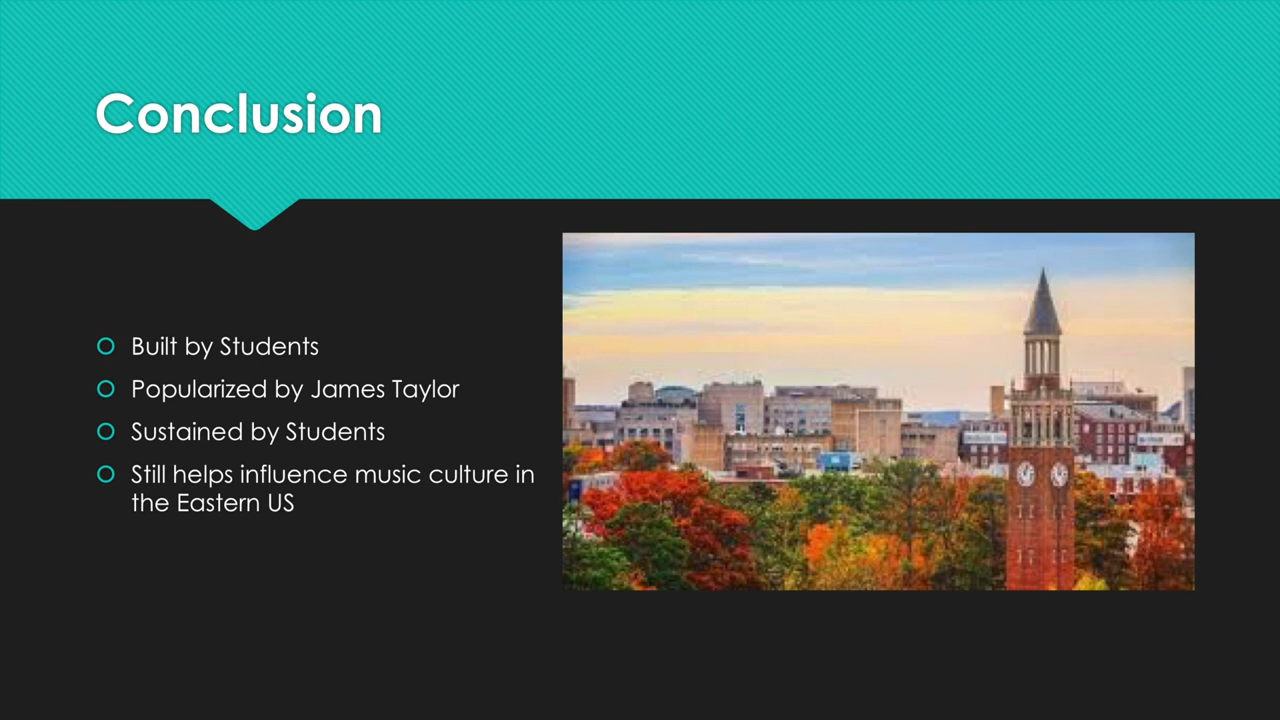 Conclusion
Built by Students
Popularized by James Taylor
Sustained by Students
Still helps influence music culture in
the Eastern US